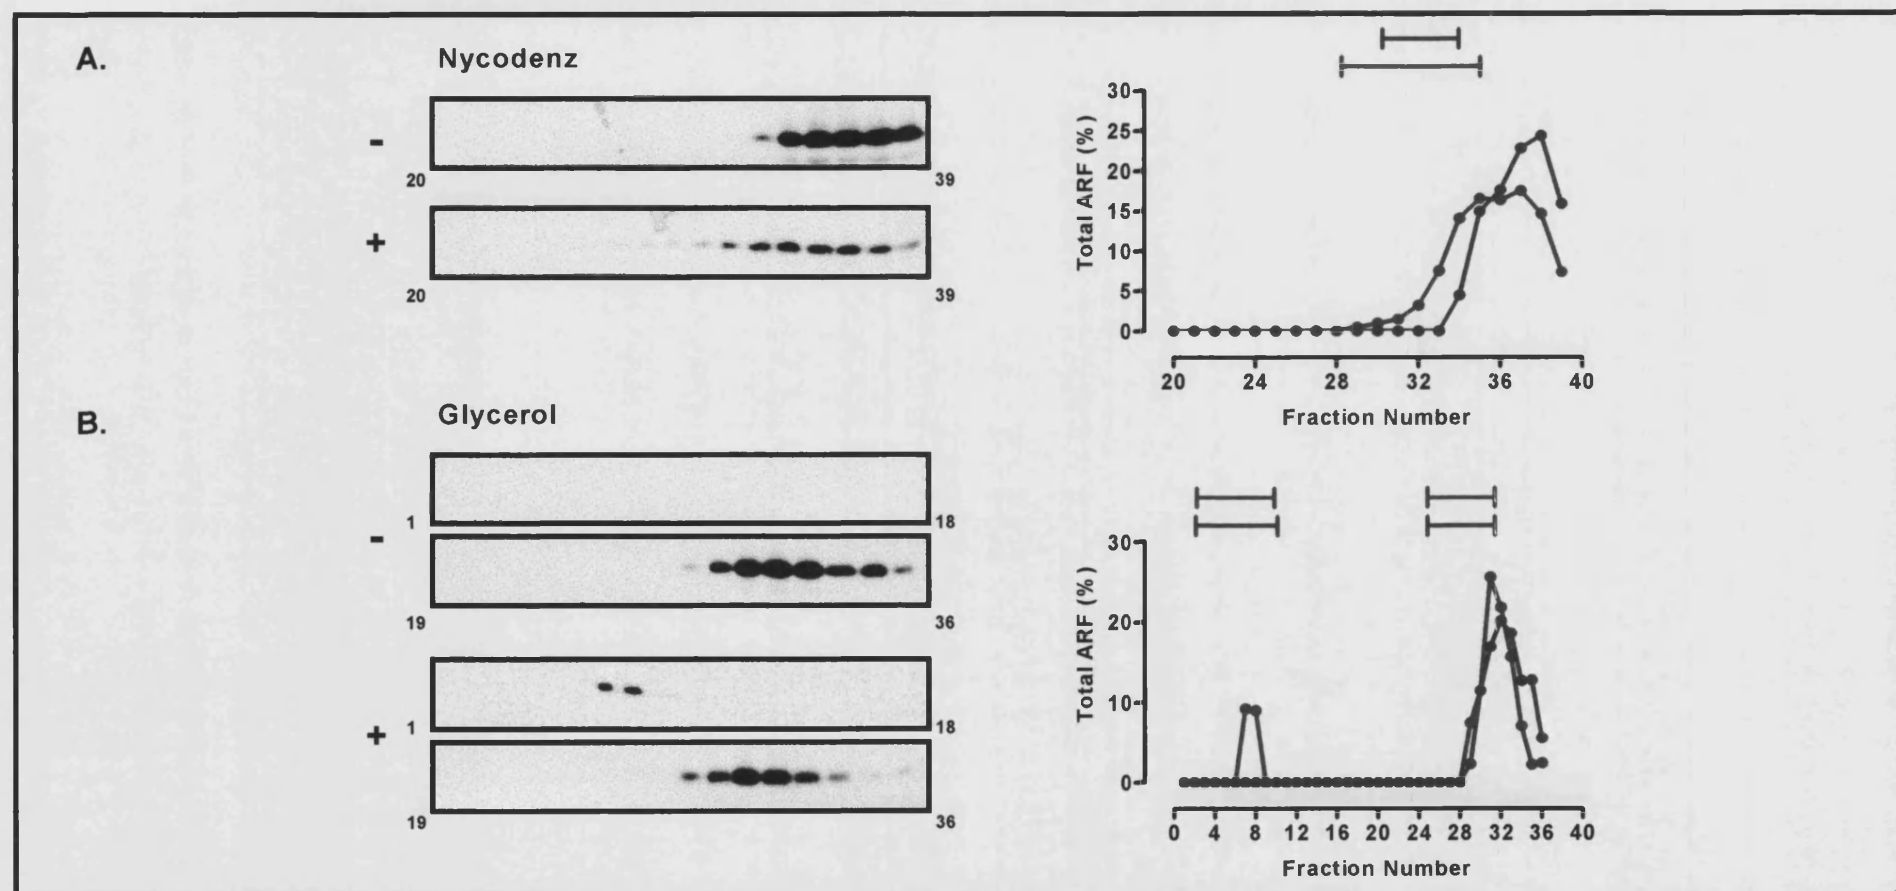 A.
Nycodenz
-
20 39
+
20 39
Total ARF (%)
30
25
20
15
10
5
0
20 24 28 32 36 40
Fraction Number
B.
Glycerol
1 18
-
19 36
+
1 18
19 36
Total ARF (%)
30
20
10
0
0 4 8 12 16 20 24 28 32 36 40
Fraction Number